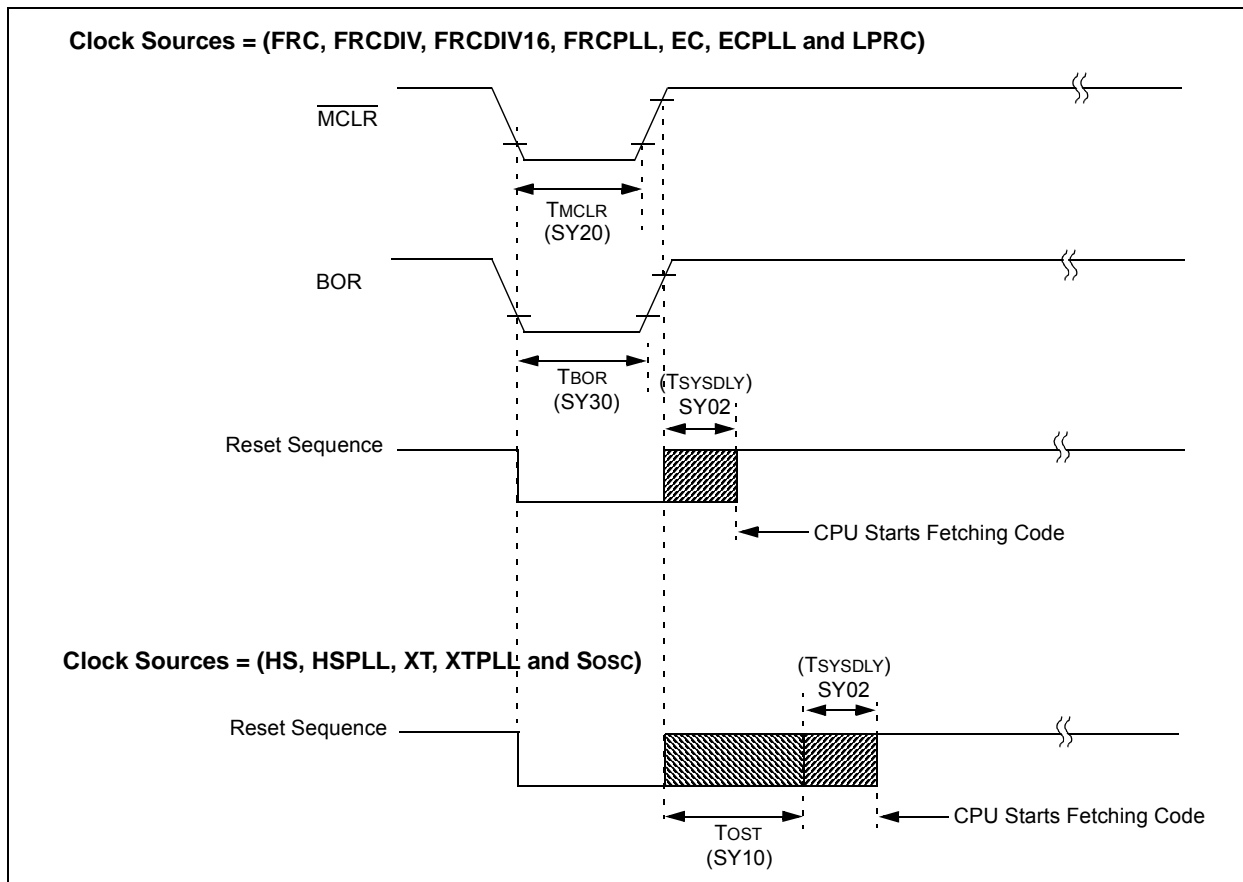 Clock Sources = (FRC, FRCDIV, FRCDIV16, FRCPLL, EC, ECPLL and LPRC)
MCLR
TMCLR
(SY20)
BOR
TBOR
(SY30)
(TSYSDLY)
SY02
Reset Sequence
CPU Starts Fetching Code
Clock Sources = (HS, HSPLL, XT, XTPLL and SOSC)
(TSYSDLY)
SY02
Reset Sequence
CPU Starts Fetching Code
TOST
(SY10)